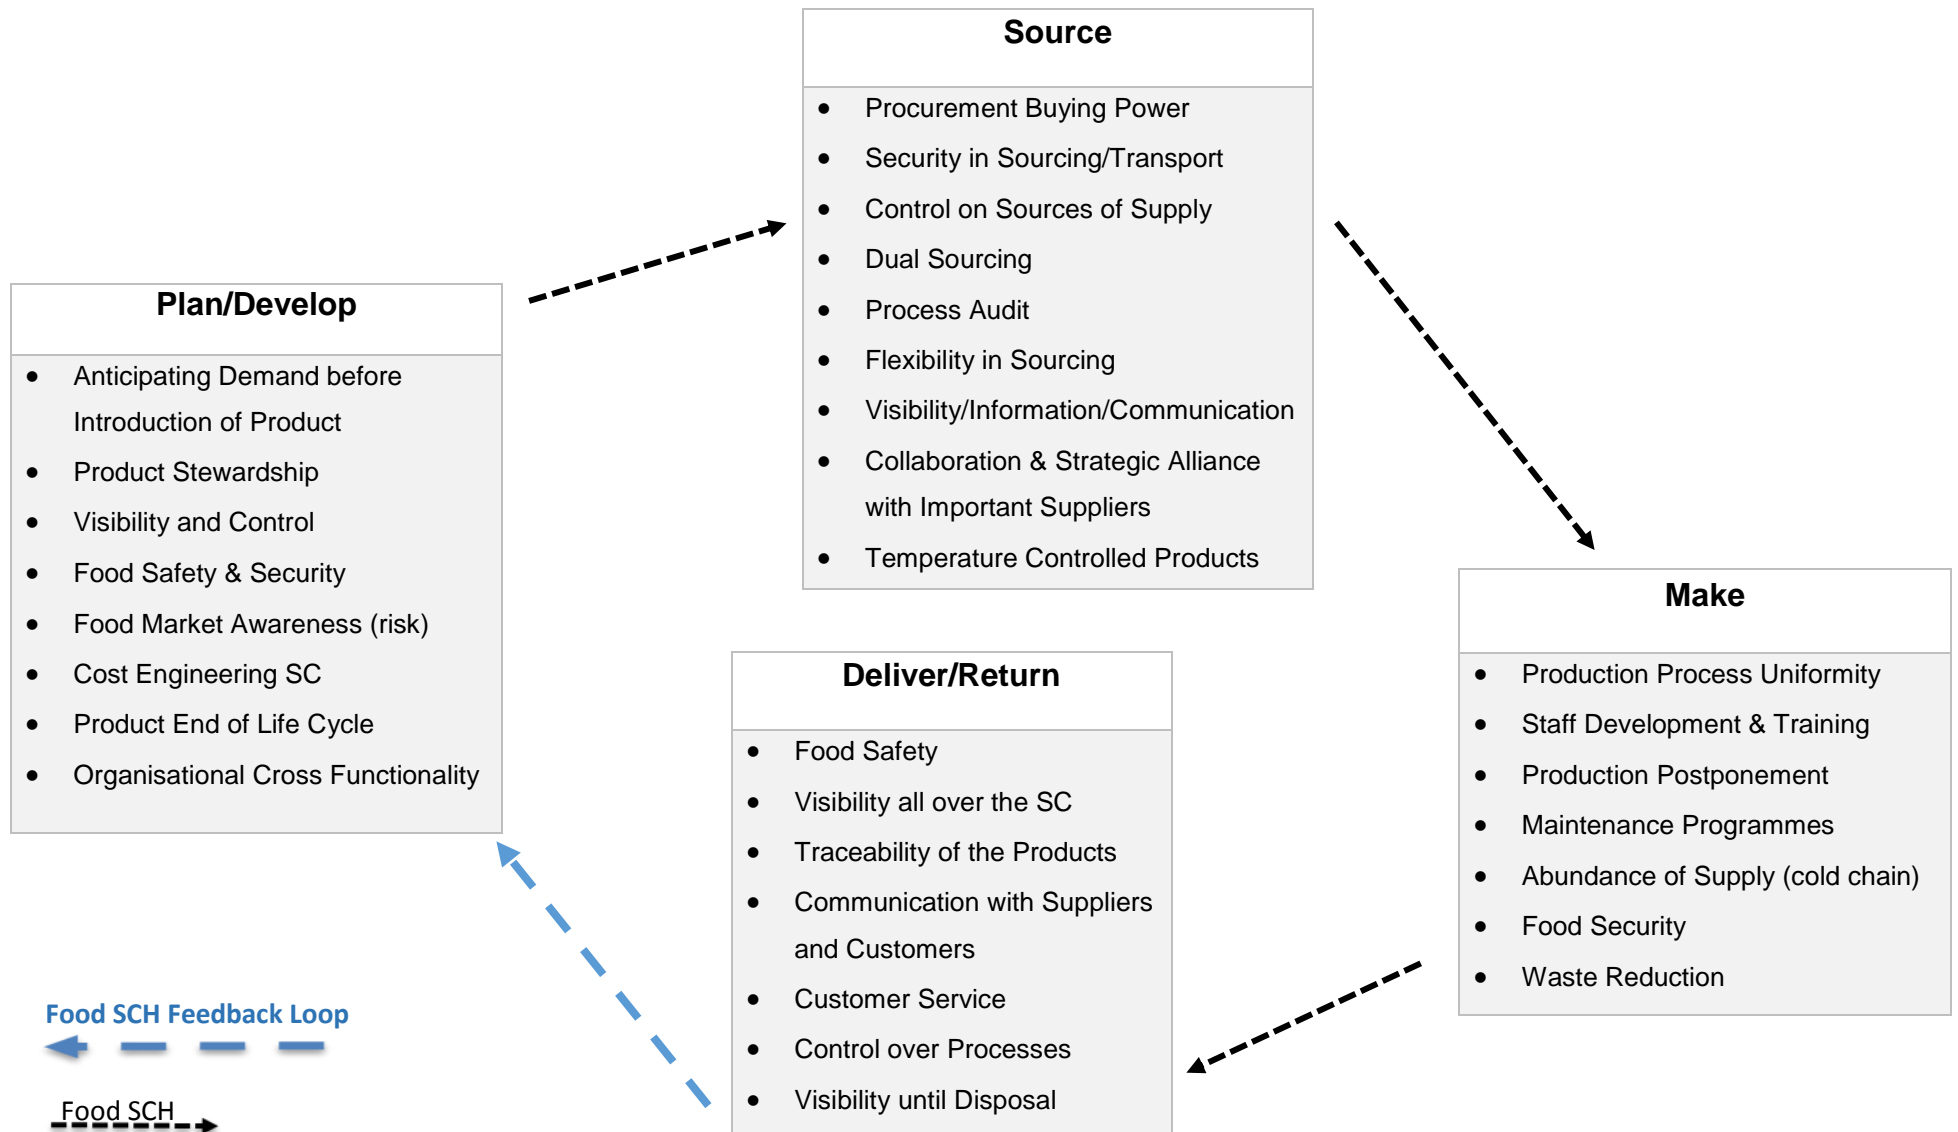 Source
• Procurement Buying Power
• Security in Sourcing/Transport
• Control on Sources of Supply
• Dual Sourcing
• Process Audit
• Flexibility in Sourcing
• Visibility/Information/Communication
• Collaboration & Strategic Alliance
with Important Suppliers
• Temperature Controlled Products
Plan/Develop
• Anticipating Demand before
Introduction of Product
• Product Stewardship
• Visibility and Control
• Food Safety & Security
• Food Market Awareness (risk)
• Cost Engineering SC
• Product End of Life Cycle
• Organisational Cross Functionality
Make
• Production Process Uniformity
• Staff Development & Training
• Production Postponement
• Maintenance Programmes
• Abundance of Supply (cold chain)
• Food Security
• Waste Reduction
Deliver/Return
• Food Safety
• Visibility all over the SC
• Traceability of the Products
• Communication with Suppliers
and Customers
• Customer Service
• Control over Processes
• Visibility until Disposal
Food SCH Feedback Loop
Food SCH